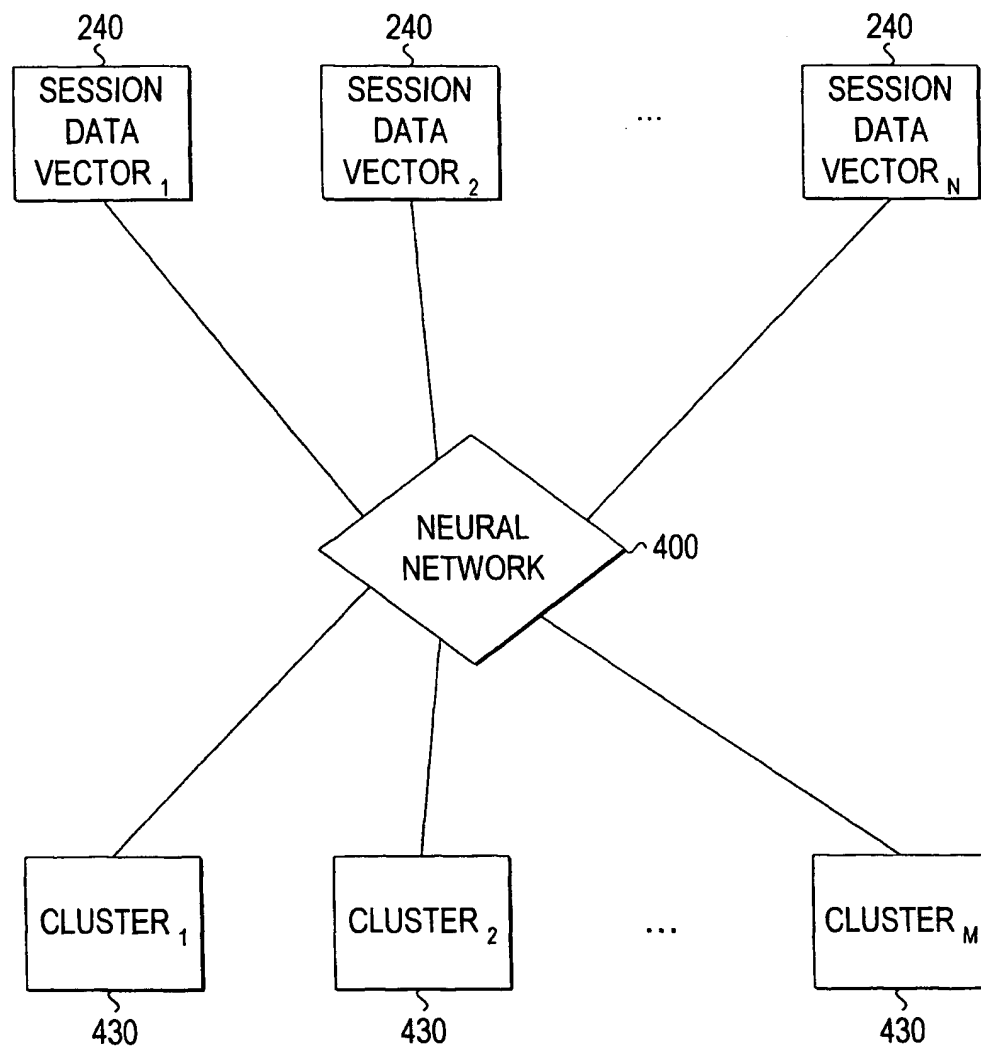 240 240 240
SESSION DATA VECTOR 1
SESSION DATA VECTOR 2
...
SESSION DATA VECTOR N
NEURAL NETWORK
400
CLUSTER 1
CLUSTER 2
...
CLUSTER M
430 430 430